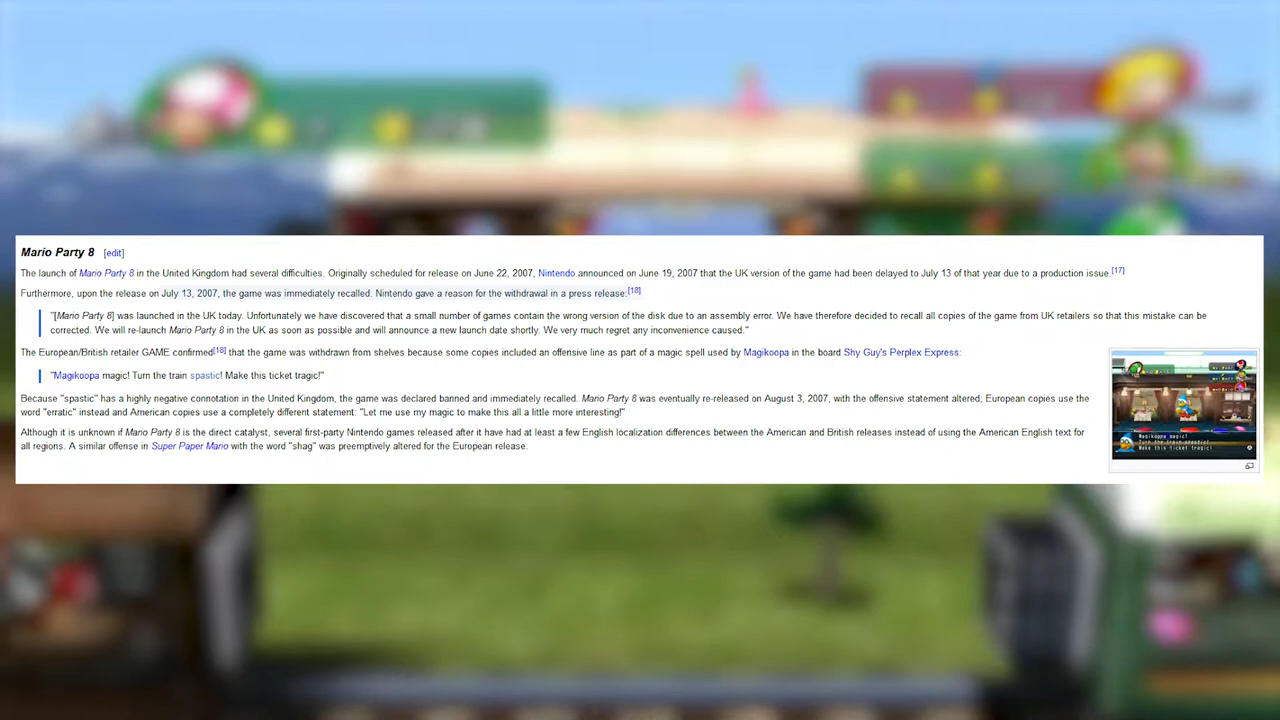 Mario Party 8 [edit]
The launch of Mario Party 8 in the United Kingdom had several difficulties. Originally scheduled for release on June 22, 2007, Nintendo announced on June 19, 2007 that the UK version of the game had been delayed to July 13 of that year due to a production issue.[17]
Furthermore, upon the release on July 13, 2007, the game was immediately recalled. Nintendo gave a reason for the withdrawal in a press release:[18]
"[Mario Party 8] was launched in the UK today. Unfortunately we have discovered that a small number of games contain the wrong version of the disk due to an assembly error. We have therefore decided to recall all copies of the game from UK retailers so that this mistake can be
corrected. We will re-launch Mario Party 8 in the UK as soon as possible and will announce a new launch date shortly. We very much regret any inconvenience caused."
The European/British retailer GAME confirmed[18] that the game was withdrawn from shelves because some copies included an offensive line as part of a magic spell used by Magikoopa in the board Shy Guy's Perplex Express:
"Magikoopa magic! Turn the train spastic! Make this ticket tragic!"
Because "spastic" has a highly negative connotation in the United Kingdom, the game was declared banned and immediately recalled. Mario Party 8 was eventually re-released on August 3, 2007, with the offensive statement altered; European copies use the
word "erratic" instead and American copies use a completely different statement: "Let me use my magic to make this all a little more interesting!"
Although it is unknown if Mario Party 8 is the direct catalyst, several first-party Nintendo games released after it have had at least a few English localization differences between the American and British releases instead of using the American English text for
all regions. A similar offense in Super Paper Mario with the word "shag" was preemptively altered for the European release.
Magikoopa magic!
Turn the train spastic!
Make this ticket tragic!